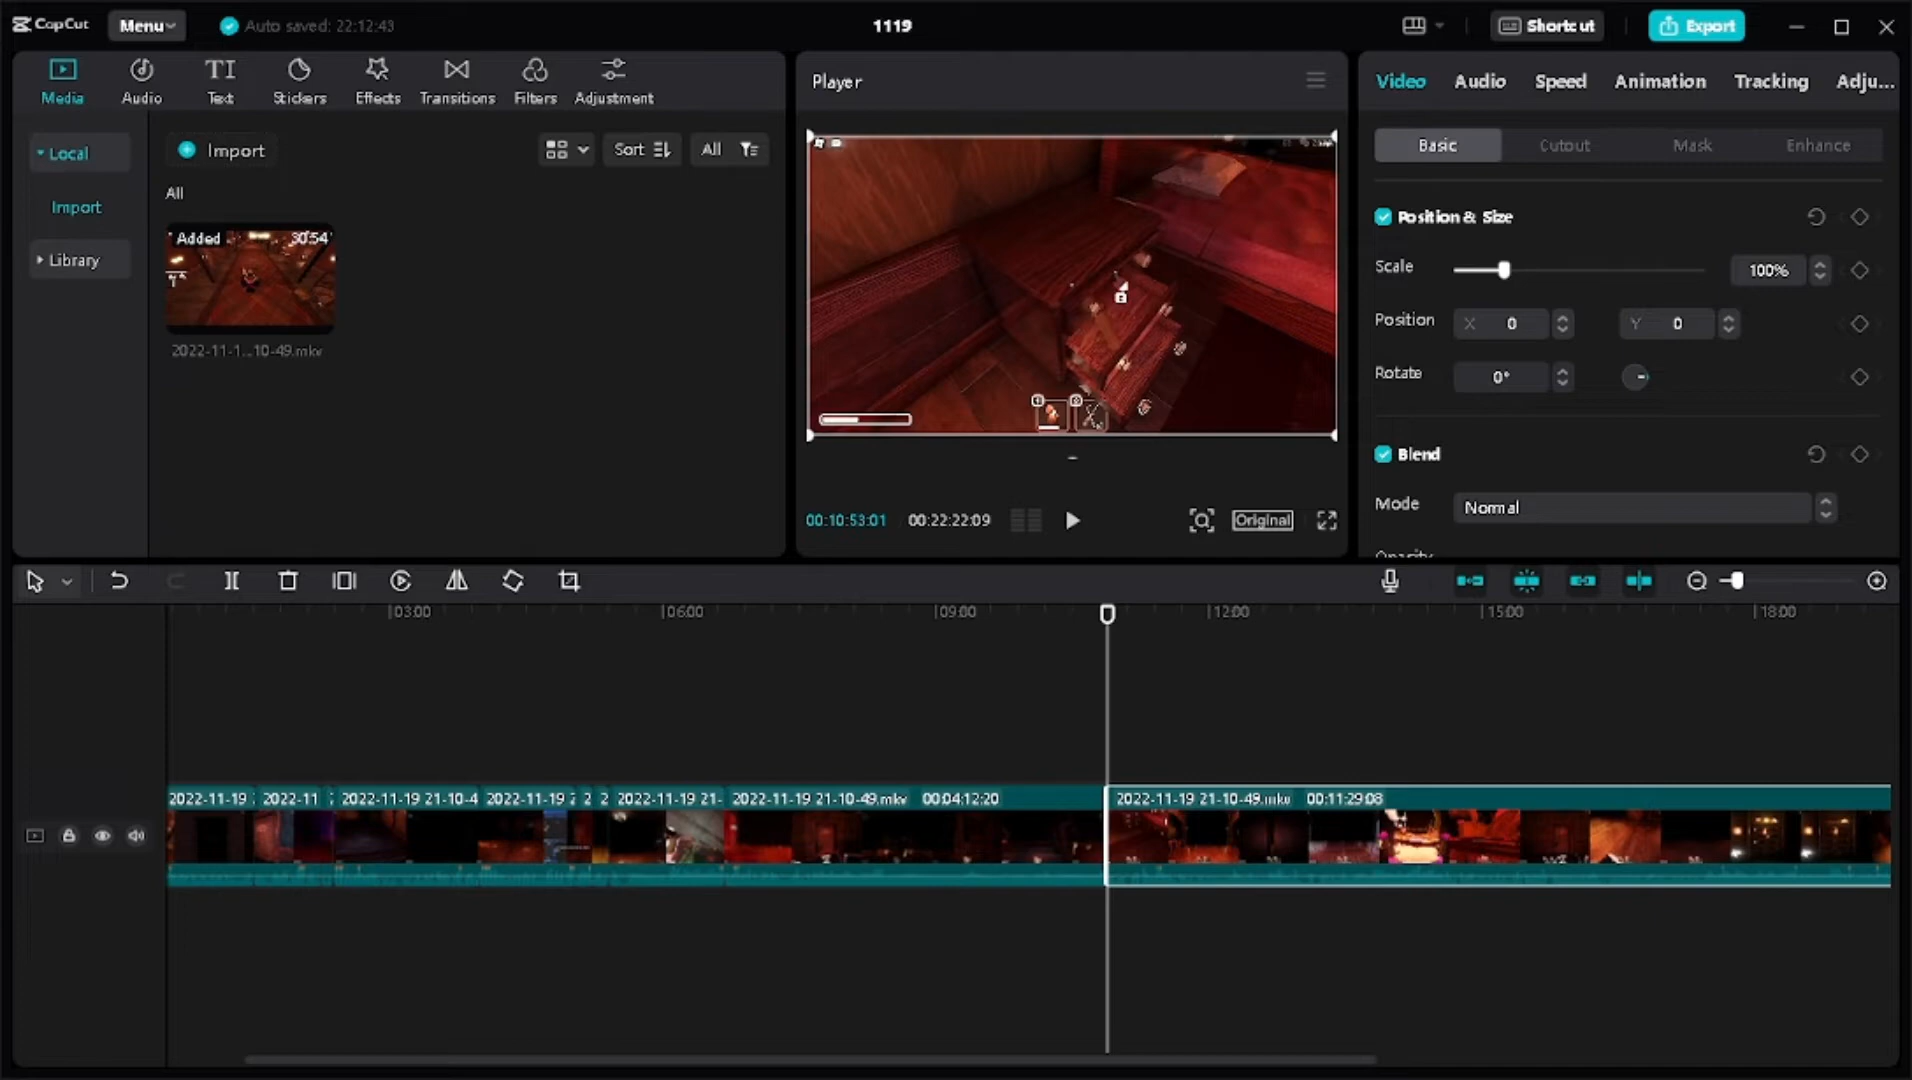 CapCut Menu Auto saved: 22:12:43 1119 Shortcut Export
Media Audio Text Stickers Effects Transitions Filters Adjustment
Player
Video Audio Speed Animation Tracking Adju...
Local
Import
Library
Import Sort All
All
Added 30:54
2022-11-1...10-49.mkv
00:10:53:01 00:22:22:09 Original
Basic Cutout Mask Enhance
Position & Size
Scale 100%
Position X 0 Y 0
Rotate 0°
Blend
Mode Normal
Opacity
03:00 06:00 09:00 12:00 15:00 18:00
2022-11-19 2022-11 2022-11-19 21-10-4 2022-11-19 2 2 2 2022-11-19 21- 2022-11-19 21-10-49.mkv 00:04:12:20 2022-11-19 21-10-49.mkv 00:11:29:08